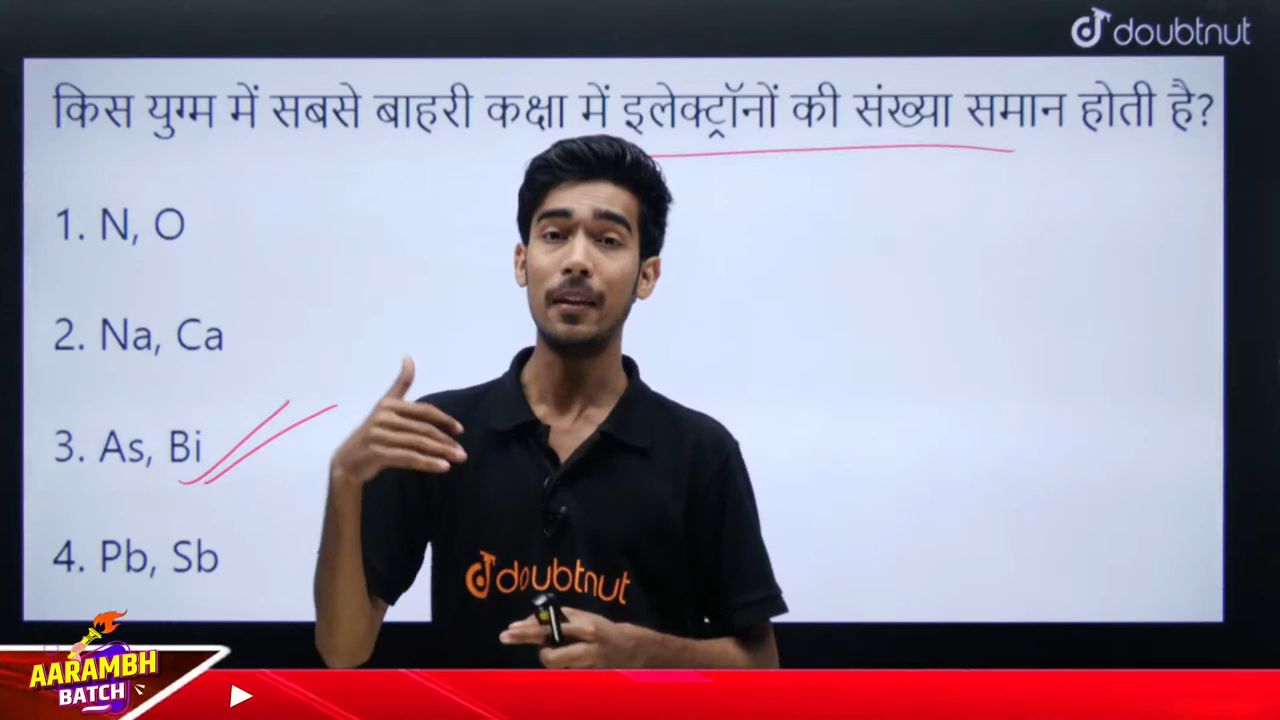 doubtnut
किस युग्म में सबसे बाहरी कक्षा में इलेक्ट्रॉनों की संख्या समान होती है?
1. N, O
2. Na, Ca
3. As, Bi
4. Pb, Sb
doubtnut
AARAMBH
BATCH